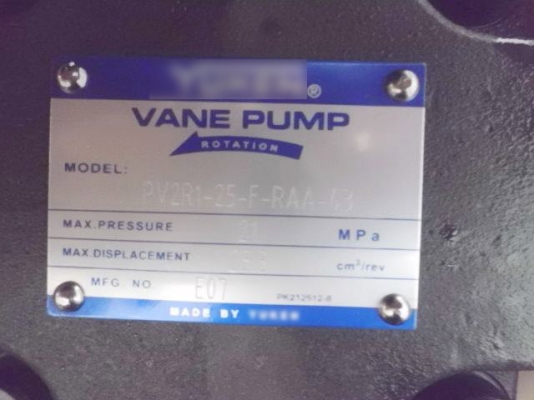 ®
VANE PUMP
ROTATION
MODEL:
PV2R1-25-F-RAA-43
MAX.PRESSURE 21 MPa
MAX.DISPLACEMENT cm³/rev
MFG. NO. E07 PK212512-8
MADE BY